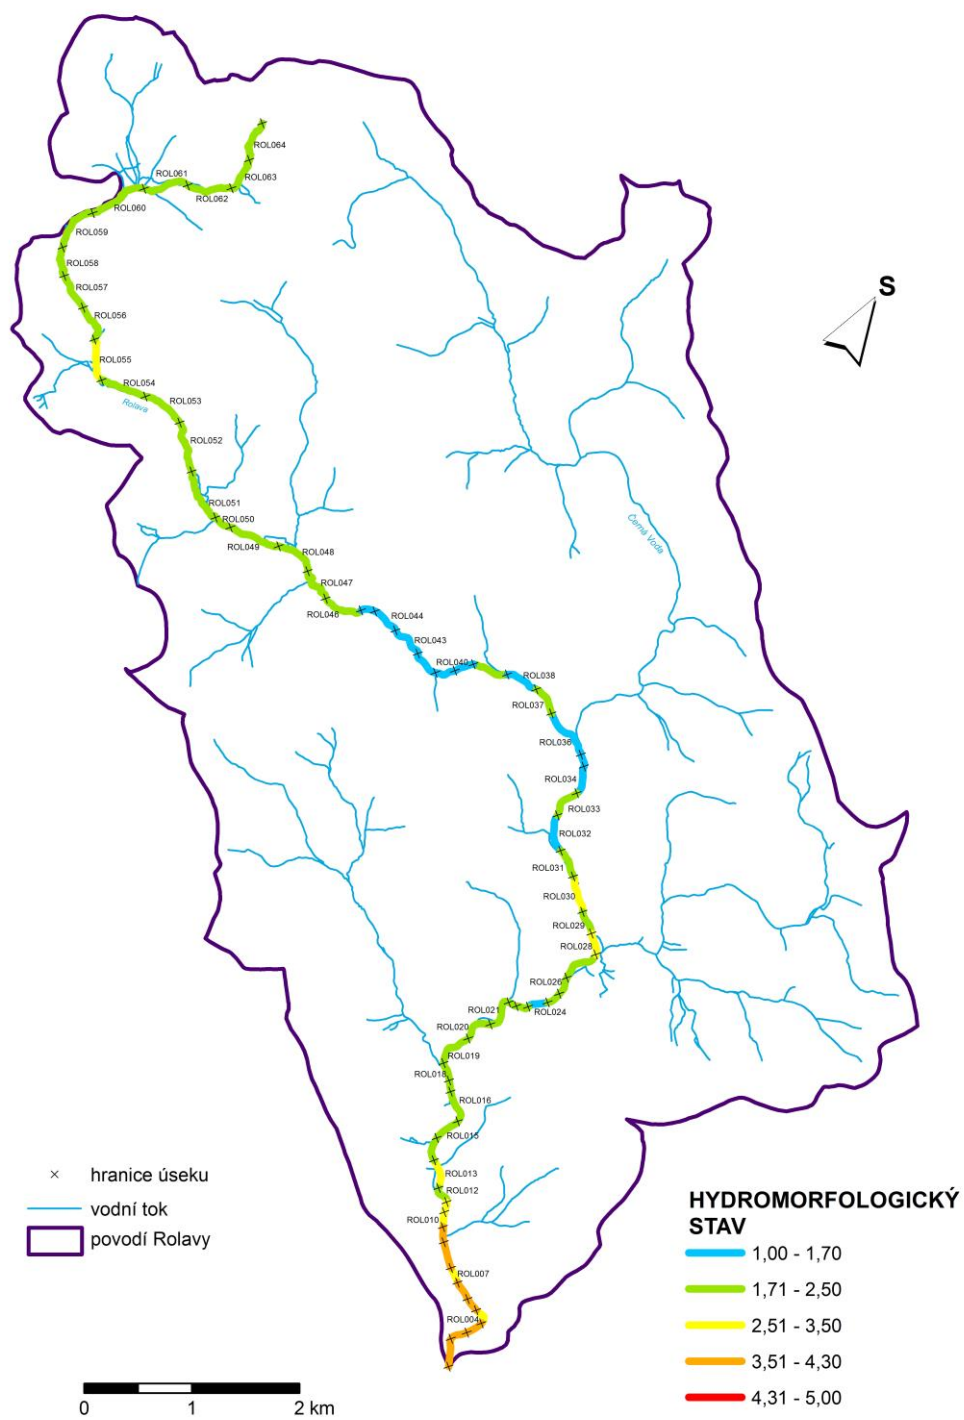 ROL064
ROL061
ROL063
ROL062
ROL060
ROL059
ROL058
ROL057
S
ROL056
ROL055
ROL054
Rolava
ROL053
ROL052
ROL051
ROL050
Černá Voda
ROL049
ROL048
ROL047
ROL046
ROL044
ROL043
ROL040
ROL038
ROL037
ROL036
ROL034
ROL033
ROL032
ROL031
ROL030
ROL029
ROL028
ROL026
ROL024
ROL021
ROL020
ROL019
ROL018
ROL016
ROL015
ROL013
ROL012
ROL010
ROL007
ROL004
hranice úseku
vodní tok
povodí Rolavy
HYDROMORFOLOGICKÝ
STAV
1,00 - 1,70
1,71 - 2,50
2,51 - 3,50
3,51 - 4,30
4,31 - 5,00
0 1 2 km